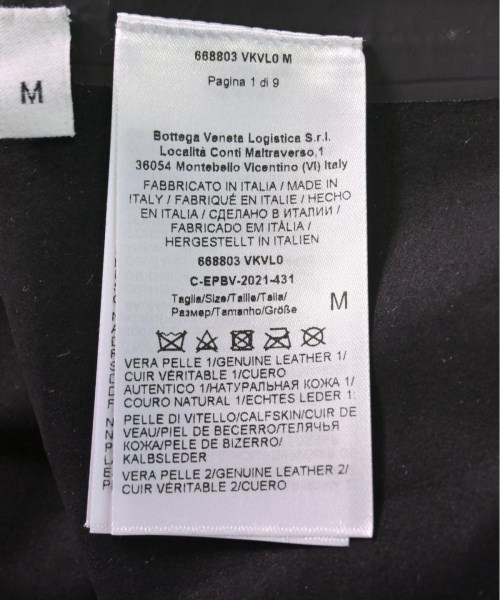 M
668803 VKVL0 M
Pagina 1 di 9
Bottega Veneta Logistica S.r.l.
Località Conti Maltraverso,1
36054 Montebello Vicentino (VI) Italy
FABBRICATO IN ITALIA / MADE IN
ITALY / FABRIQUÉ EN ITALIE / HECHO
EN ITALIA / СДЕЛАНО В ИТАЛИИ /
FABRICADO EM ITÀLIA /
HERGESTELLT IN ITALIEN
668803 VKVL0
C-EPBV-2021-431
Taglia/Size/Taille/Talla/
Размер/Tamanho/Größe
M
VERA PELLE 1/GENUINE LEATHER 1/
CUIR VÉRITABLE 1/CUERO
AUTENTICO 1/НАТУРАЛЬНАЯ КОЖА 1/
COURO NATURAL 1/ECHTES LEDER 1:
PELLE DI VITELLO/CALFSKIN/CUIR DE
VEAU/PIEL DE BECERRO/ТЕЛЯЧЬЯ
КОЖА/PELE DE BIZERRO/
KALBSLEDER
VERA PELLE 2/GENUINE LEATHER 2/
CUIR VÉRITABLE 2/CUERO